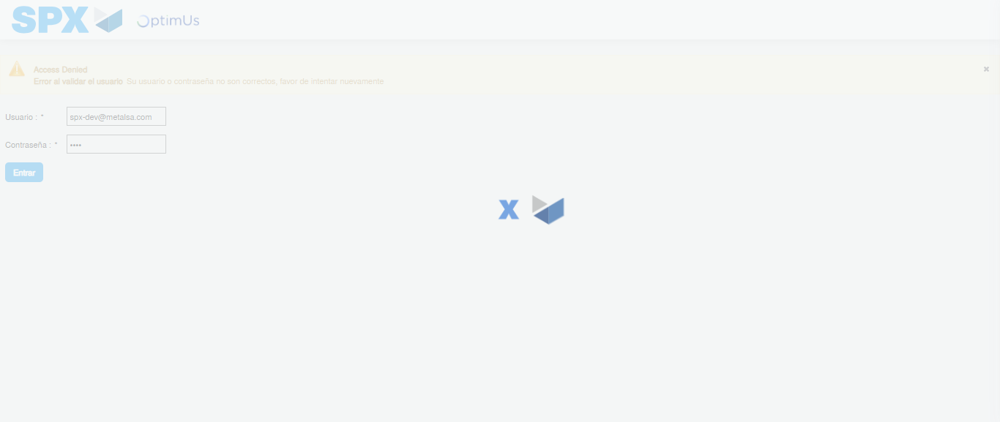 SPX OptimUs
Access Denied
Error al validar el usuario Su usuario o contraseña no son correctos, favor de intentar nuevamente
Usuario : *
spx-dev@metalsa.com
Contraseña : *
••••
Entrar
X